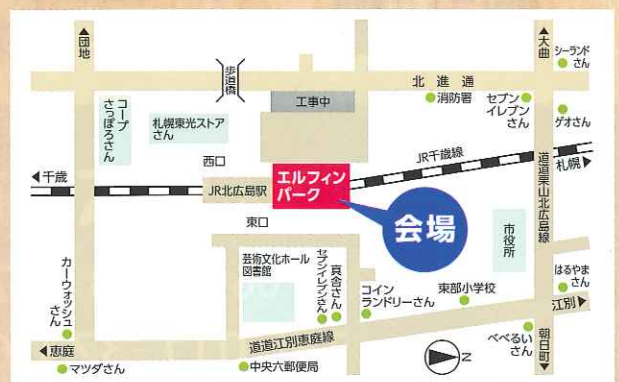 ▲団地
歩道橋
▲大曲
シーランド
さん
北進通
工事中
消防署
セブン
イレブン
さん
ゲオさん
コープ
さっぽろさん
札幌東光ストア
さん
西口
JR千歳線
札幌▶
◀千歳
JR北広島駅
エルフィン
パーク
会場
道道栗山北広島線
東口
市役所
カーウォッシュ
さん
芸術文化ホール
図書館
セブンイレブンさん
真舎さん
コイン
ランドリーさん
東部小学校
はるやま
さん
江別▶
道道江別恵庭線
べべるい
さん
朝日町▼
◀恵庭
マツダさん
中央六郵便局
N